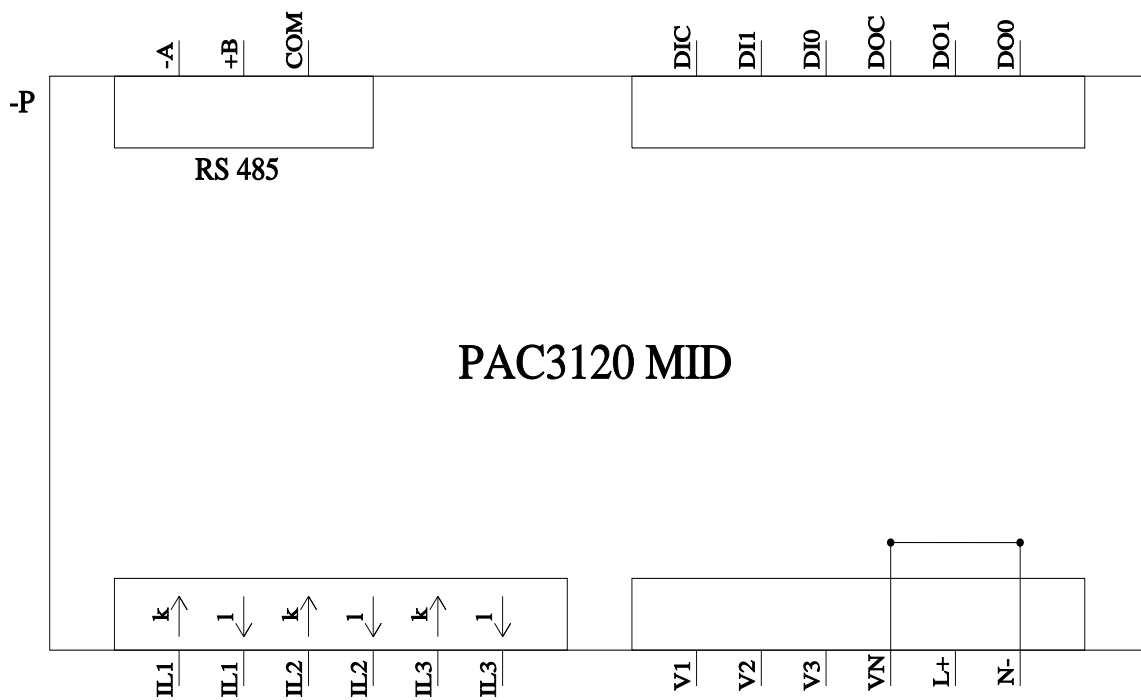 -A
+B
COM
DIC
DI1
DI0
DOC
DO1
DO0
-P
RS 485
PAC3120 MID
k
l
k
l
k
l
IL1
IL1
IL2
IL2
IL3
IL3
V1
V2
V3
VN
L+
N-